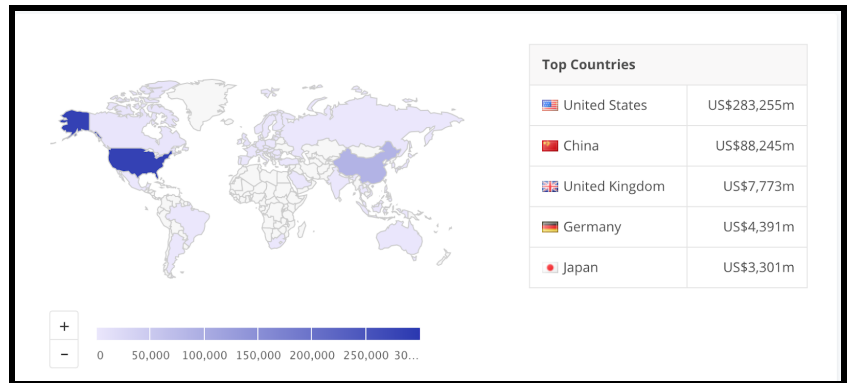 Top Countries
United States US$283,255m
China US$88,245m
United Kingdom US$7,773m
Germany US$4,391m
Japan US$3,301m
+
−
0 50,000 100,000 150,000 200,000 250,000 30...